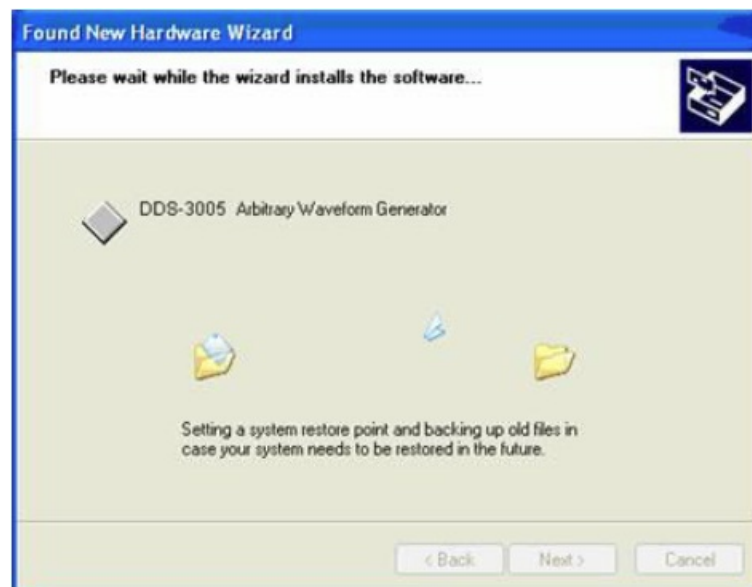 Found New Hardware Wizard
Please wait while the wizard installs the software...
DDS-3005 Arbitrary Waveform Generator
Setting a system restore point and backing up old files in
case your system needs to be restored in the future.
< Back
Next >
Cancel